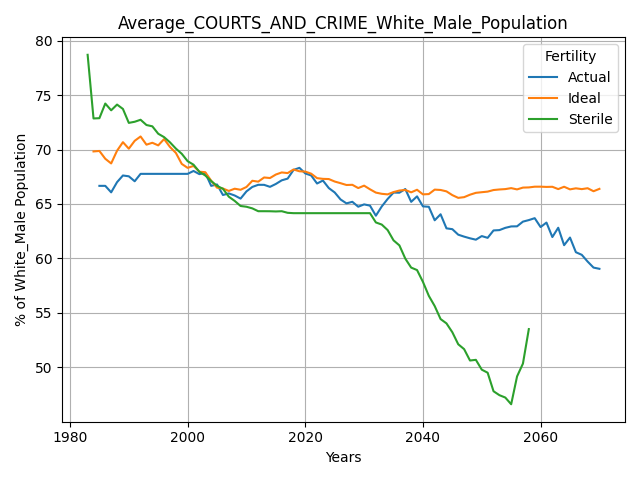 Average_COURTS_AND_CRIME_White_Male_Population
% of White_Male Population
80
75
70
65
60
55
50
1980
2000
2020
2040
2060
Years
Fertility
Actual
Ideal
Sterile